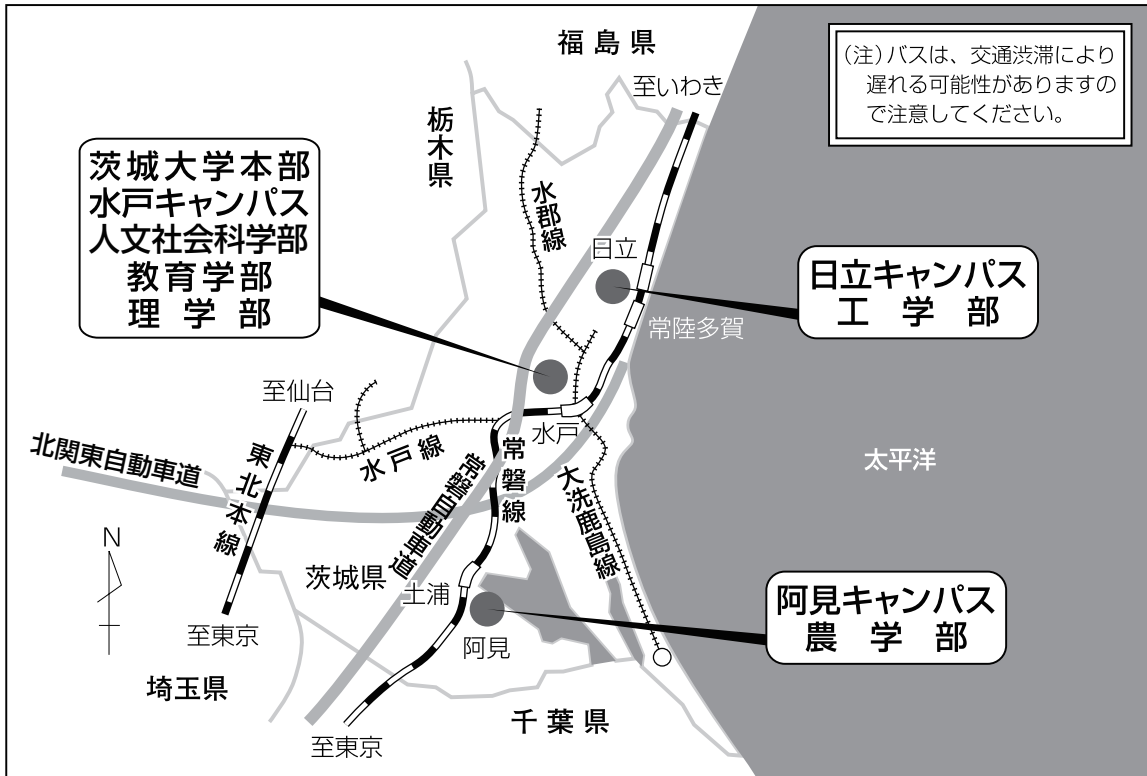 福島県
(注)バスは、交通渋滞により
遅れる可能性がありますの
で注意してください。
至いわき
栃木県
茨城大学本部
水戸キャンパス
人文社会科学部
教育学部
理学部
水郡線
日立
日立キャンパス
工学部
常陸多賀
至仙台
水戸
北関東自動車道
東北本線
水戸線
常磐自動車道
常磐線
大洗鹿島線
太平洋
N
茨城県
土浦
阿見キャンパス
農学部
至東京
阿見
埼玉県
千葉県
至東京